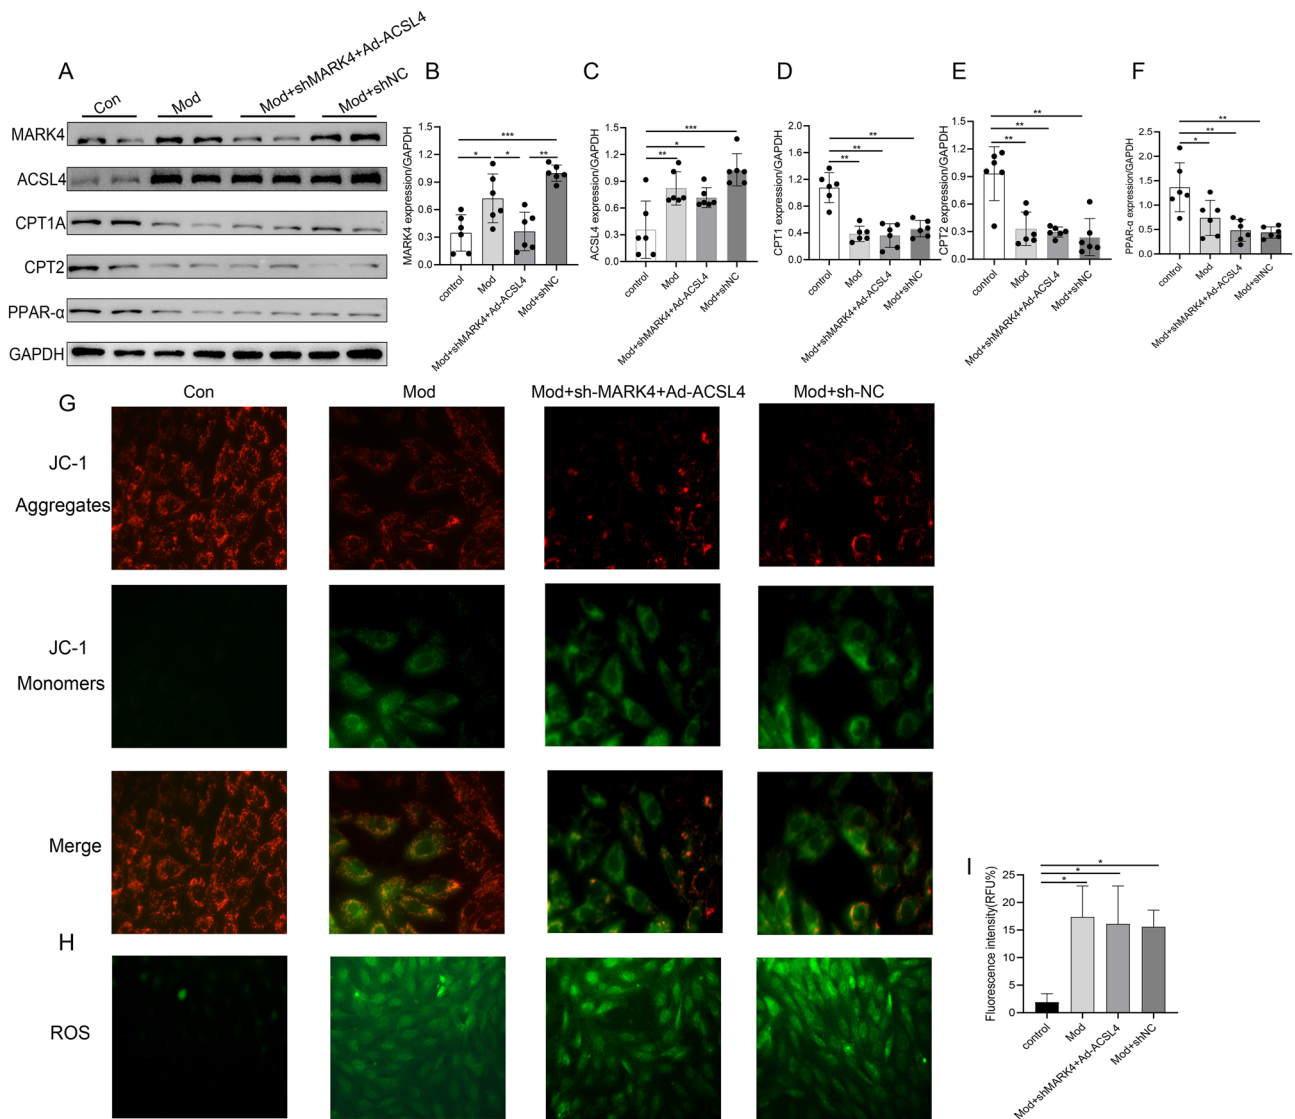 A
Con
Mod
Mod+shMARK4+Ad-ACSL4
Mod+shNC
MARK4
ACSL4
CPT1A
CPT2
PPAR-α
GAPDH
B
MARK4 expression/GAPDH
1.5
1.2
0.9
0.6
0.3
0.0
***
*
*
**
control
Mod
Mod+shMARK4+Ad-ACSL4
Mod+shNC
C
ACSL4 expression/GAPDH
1.5
1.2
0.9
0.6
0.3
0.0
***
*
**
control
Mod
Mod+shMARK4+Ad-ACSL4
Mod+shNC
D
CPT1 expression/GAPDH
2.0
1.6
1.2
0.8
0.4
0.0
**
**
**
control
Mod
Mod+shMARK4+Ad-ACSL4
Mod+shNC
E
CPT2 expression/GAPDH
1.5
1.2
0.9
0.6
0.3
0.0
**
**
**
control
Mod
Mod+shMARK4+Ad-ACSL4
Mod+shNC
F
PPAR-α expression/GAPDH
2.5
2.0
1.5
1.0
0.5
0.0
**
**
*
control
Mod
Mod+shMARK4+Ad-ACSL4
Mod+shNC
G
Con
Mod
Mod+sh-MARK4+Ad-ACSL4
Mod+sh-NC
JC-1
Aggregates
JC-1
Monomers
Merge
H
ROS
I
Fluorescence intensity(RFU%)
25
20
15
10
5
0
*
*
*
control
Mod
Mod+shMARK4+Ad-ACSL4
Mod+shNC